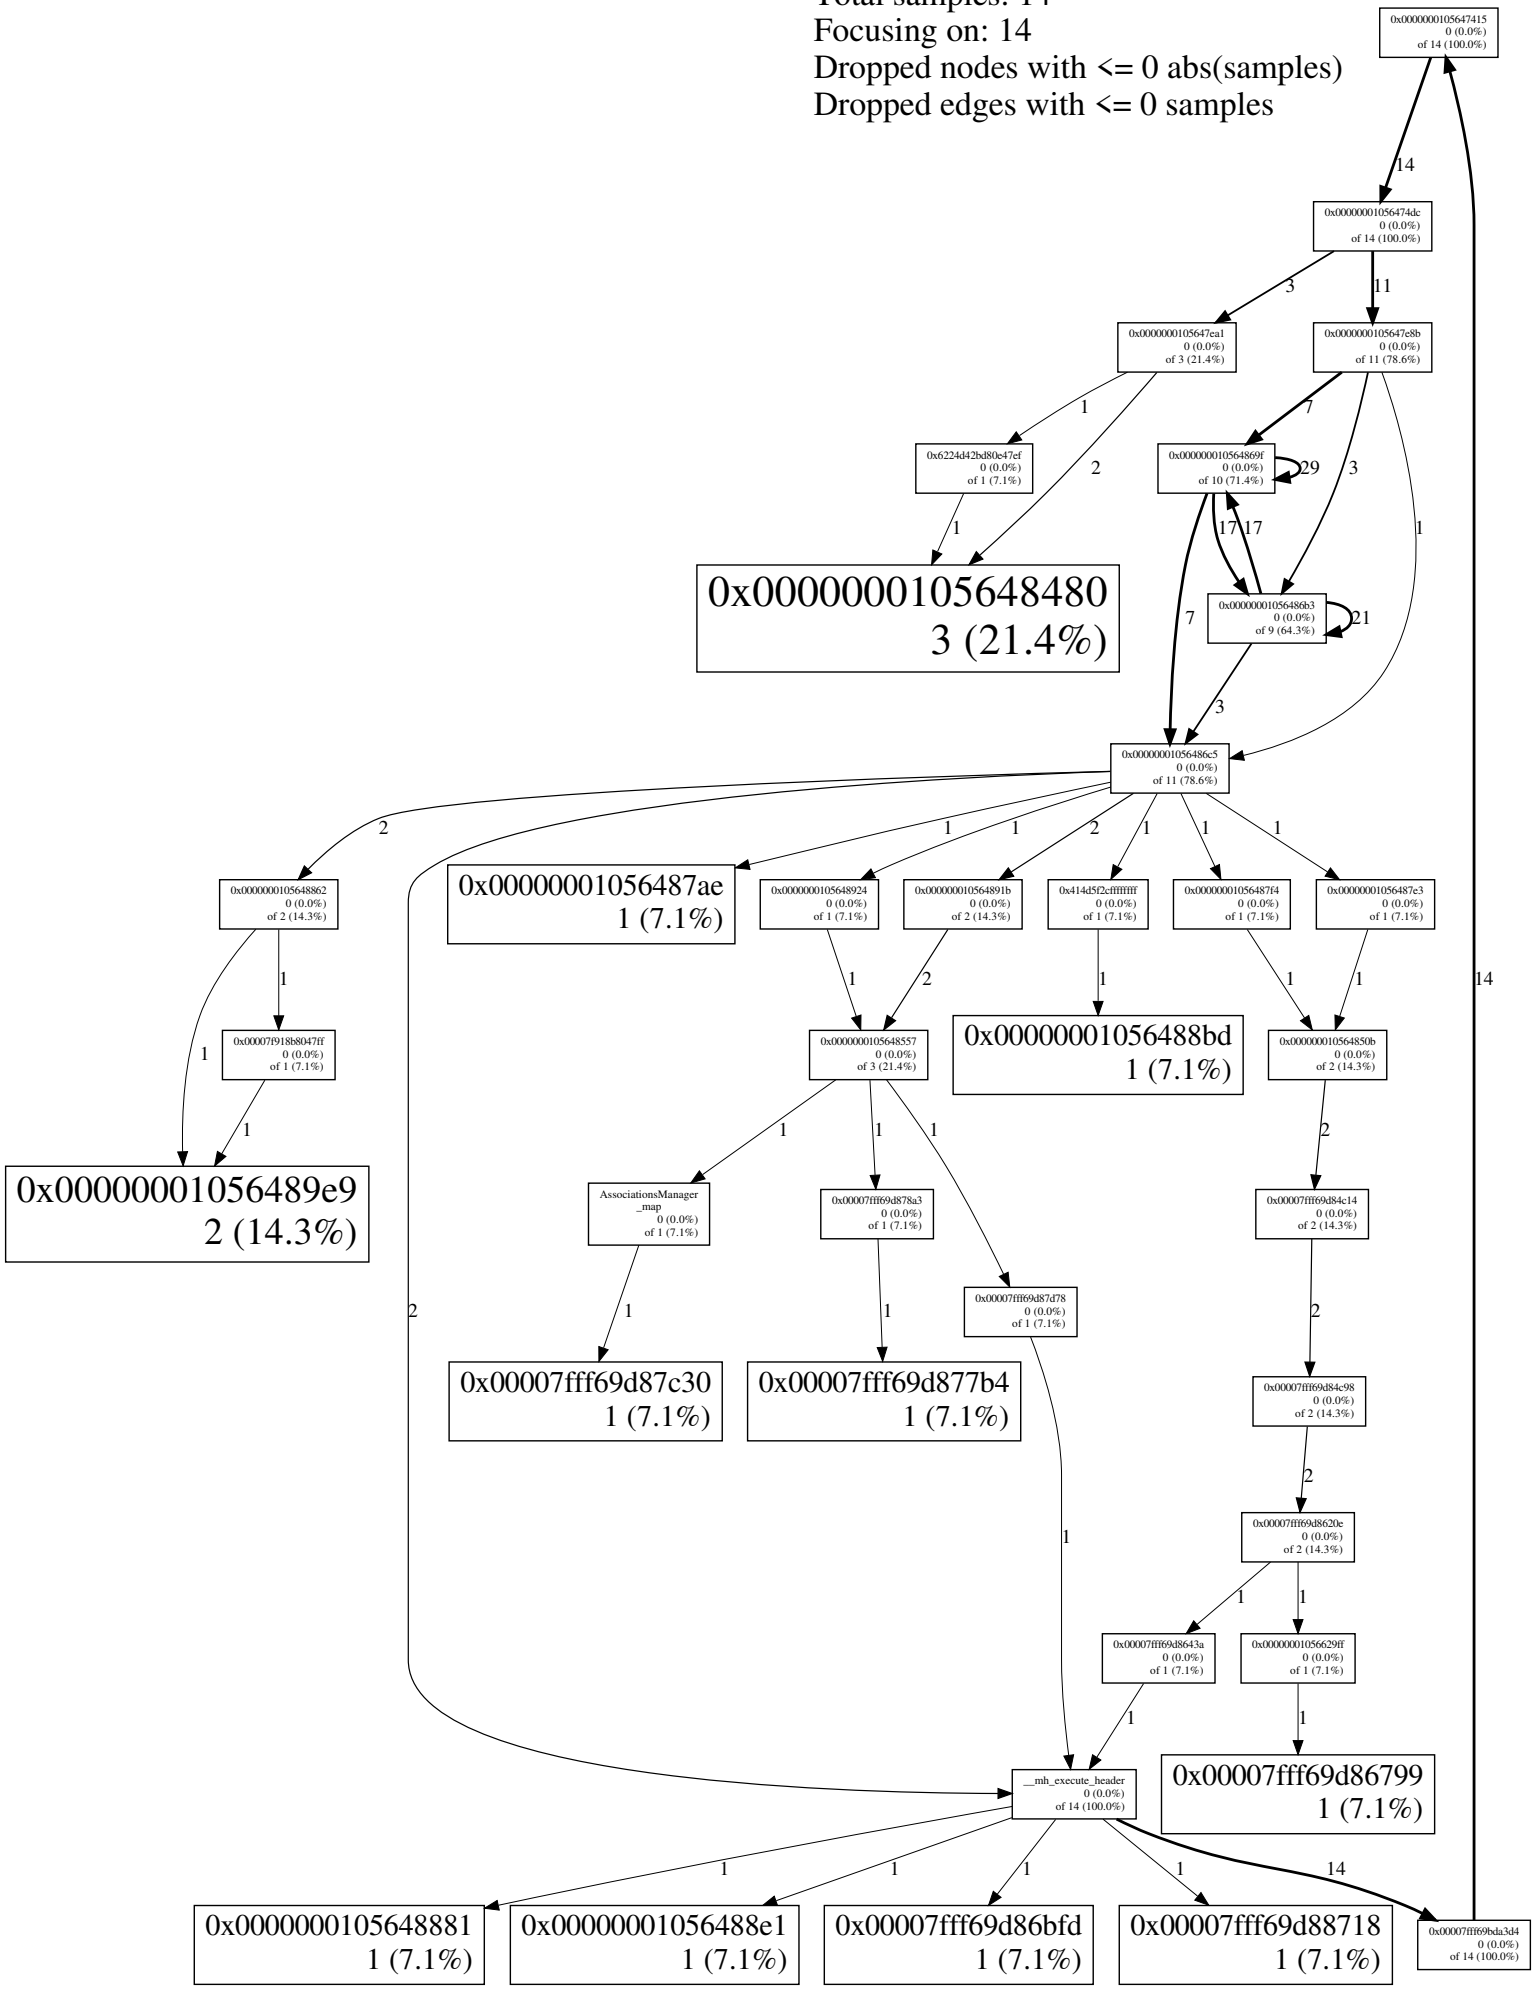 Total samples: 14
Focusing on: 14
Dropped nodes with <= 0 abs(samples)
Dropped edges with <= 0 samples
0x0000000105647415
0 (0.0%)
of 14 (100.0%)
14
0x00000001056474dc
0 (0.0%)
of 14 (100.0%)
3
11
0x0000000105647ea1
0 (0.0%)
of 3 (21.4%)
0x0000000105647e8b
0 (0.0%)
of 11 (78.6%)
1
2
7
3
1
0x6224d42bd80e47ef
0 (0.0%)
of 1 (7.1%)
0x000000010564869f
0 (0.0%)
of 10 (71.4%)
29
1
17
17
0x0000000105648480
3 (21.4%)
0x00000001056486b3
0 (0.0%)
of 9 (64.3%)
21
7
3
0x00000001056486c5
0 (0.0%)
of 11 (78.6%)
2
2
1
1
2
1
1
1
0x0000000105648862
0 (0.0%)
of 2 (14.3%)
0x00000001056487ae
1 (7.1%)
0x0000000105648924
0 (0.0%)
of 1 (7.1%)
0x000000010564891b
0 (0.0%)
of 2 (14.3%)
0x414d5f2cffffffff
0 (0.0%)
of 1 (7.1%)
0x00000001056487f4
0 (0.0%)
of 1 (7.1%)
0x00000001056487e3
0 (0.0%)
of 1 (7.1%)
1
1
1
2
1
1
1
14
0x00007f918b8047ff
0 (0.0%)
of 1 (7.1%)
0x0000000105648557
0 (0.0%)
of 3 (21.4%)
0x00000001056488bd
1 (7.1%)
0x000000010564850b
0 (0.0%)
of 2 (14.3%)
1
1
1
1
2
0x00000001056489e9
2 (14.3%)
AssociationsManager
_map
0 (0.0%)
of 1 (7.1%)
0x00007fff69d878a3
0 (0.0%)
of 1 (7.1%)
0x00007fff69d84c14
0 (0.0%)
of 2 (14.3%)
0x00007fff69d87d78
0 (0.0%)
of 1 (7.1%)
1
1
2
0x00007fff69d87c30
1 (7.1%)
0x00007fff69d877b4
1 (7.1%)
0x00007fff69d84c98
0 (0.0%)
of 2 (14.3%)
2
0x00007fff69d8620e
0 (0.0%)
of 2 (14.3%)
1
1
1
0x00007fff69d8643a
0 (0.0%)
of 1 (7.1%)
0x00000001056629ff
0 (0.0%)
of 1 (7.1%)
1
1
__mh_execute_header
0 (0.0%)
of 14 (100.0%)
0x00007fff69d86799
1 (7.1%)
1
1
1
1
14
0x0000000105648881
1 (7.1%)
0x00000001056488e1
1 (7.1%)
0x00007fff69d86bfd
1 (7.1%)
0x00007fff69d88718
1 (7.1%)
0x00007fff69bda3d4
0 (0.0%)
of 14 (100.0%)